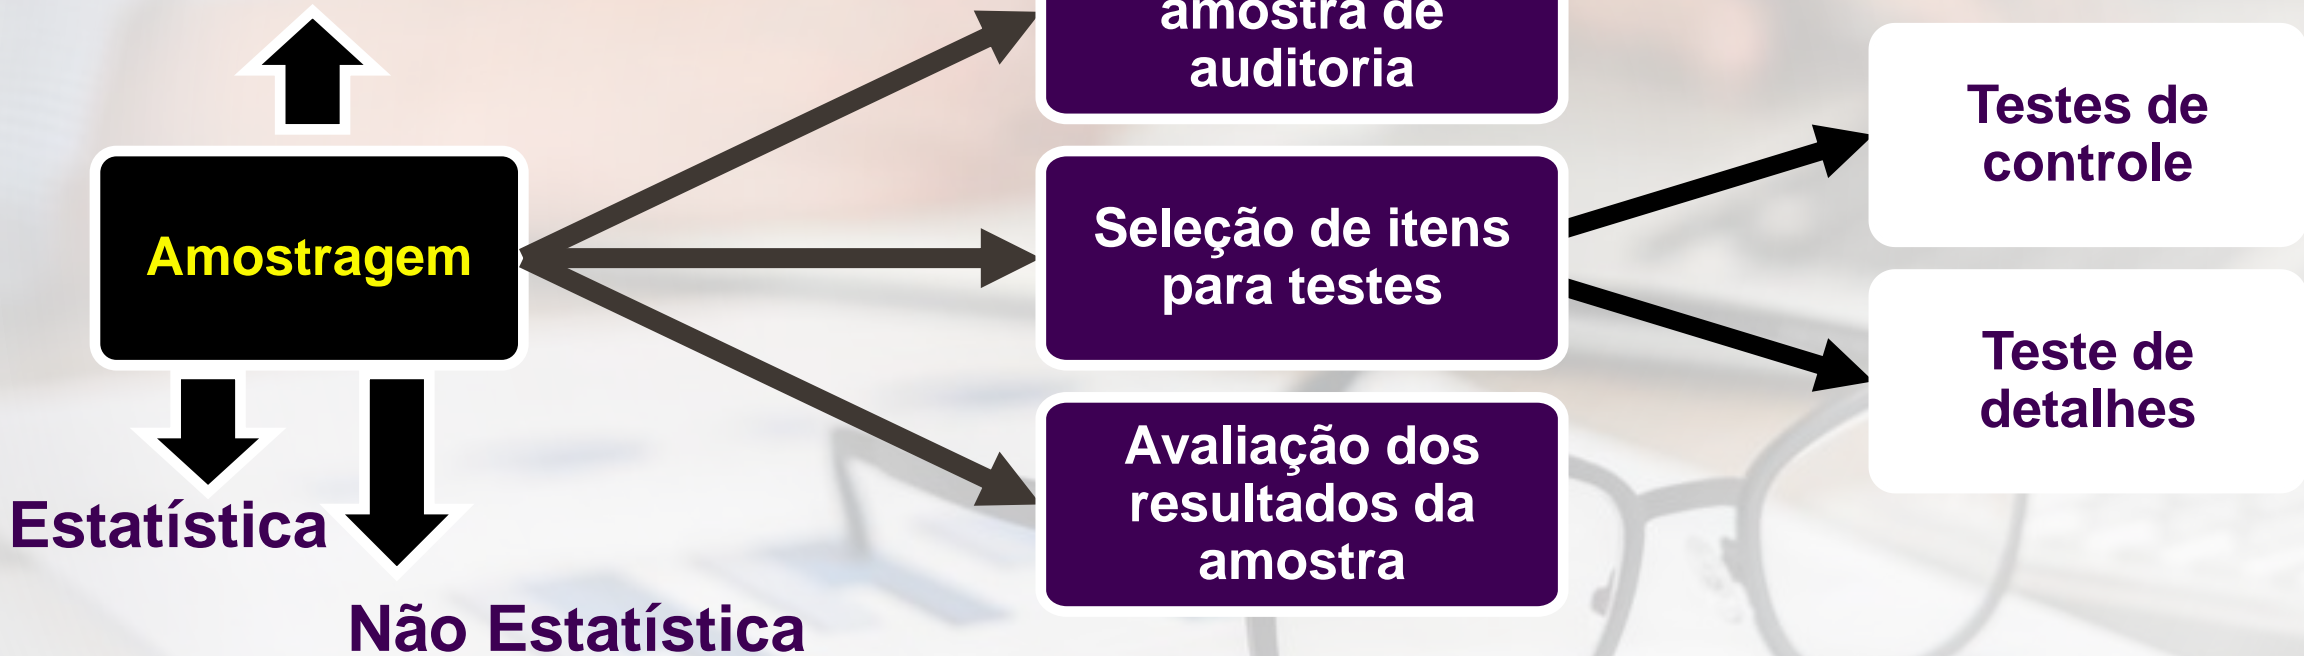 amostra de
auditoria
Testes de
controle
Amostragem
Seleção de itens
para testes
Teste de
detalhes
Avaliação dos
resultados da
amostra
Estatística
Não Estatística